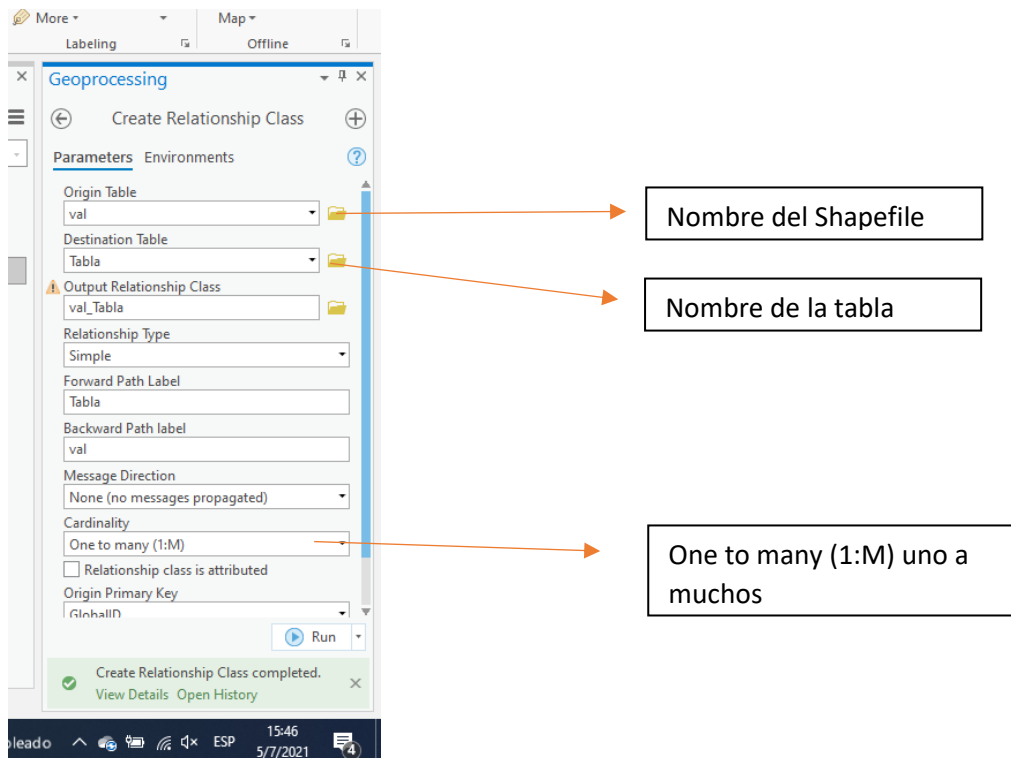 More
Map
Labeling
Offline
Geoprocessing
Create Relationship Class
Parameters Environments
Origin Table
val
Nombre del Shapefile
Destination Table
Tabla
Output Relationship Class
val_Tabla
Nombre de la tabla
Relationship Type
Simple
Forward Path Label
Tabla
Backward Path label
val
Message Direction
None (no messages propagated)
Cardinality
One to many (1:M)
One to many (1:M) uno a
muchos
Relationship class is attributed
Origin Primary Key
GlobalID
Run
Create Relationship Class completed.
View Details Open History
ESP
15:46
5/7/2021
4